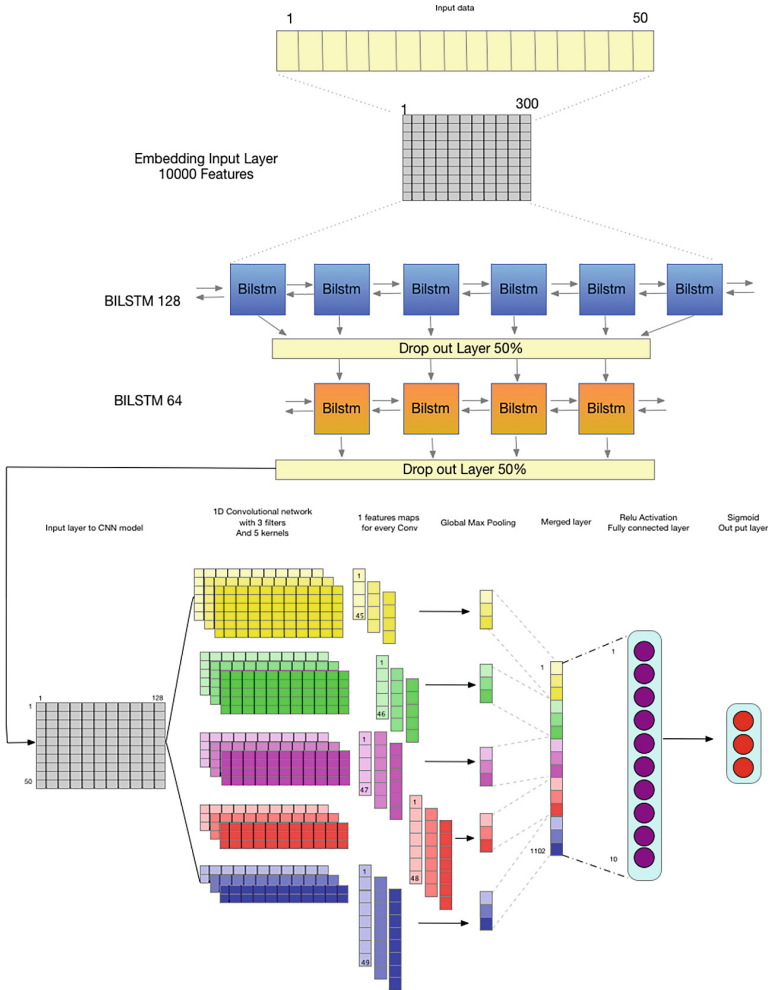 Input data
1 50
1 300
Embedding Input Layer
10000 Features
BILSTM 128
Bilstm Bilstm Bilstm Bilstm Bilstm Bilstm
Drop out Layer 50%
BILSTM 64
Bilstm Bilstm Bilstm Bilstm
Drop out Layer 50%
Input layer to CNN model
1D Convolutional network
with 3 filters
And 5 kernels
1 features maps
for every Conv
Global Max Pooling
Merged layer
Relu Activation
Fully connected layer
Sigmoid
Out put layer
1
45
1
46
1
47
1
48
1
49
1 128
1
50
1
1102
1
10